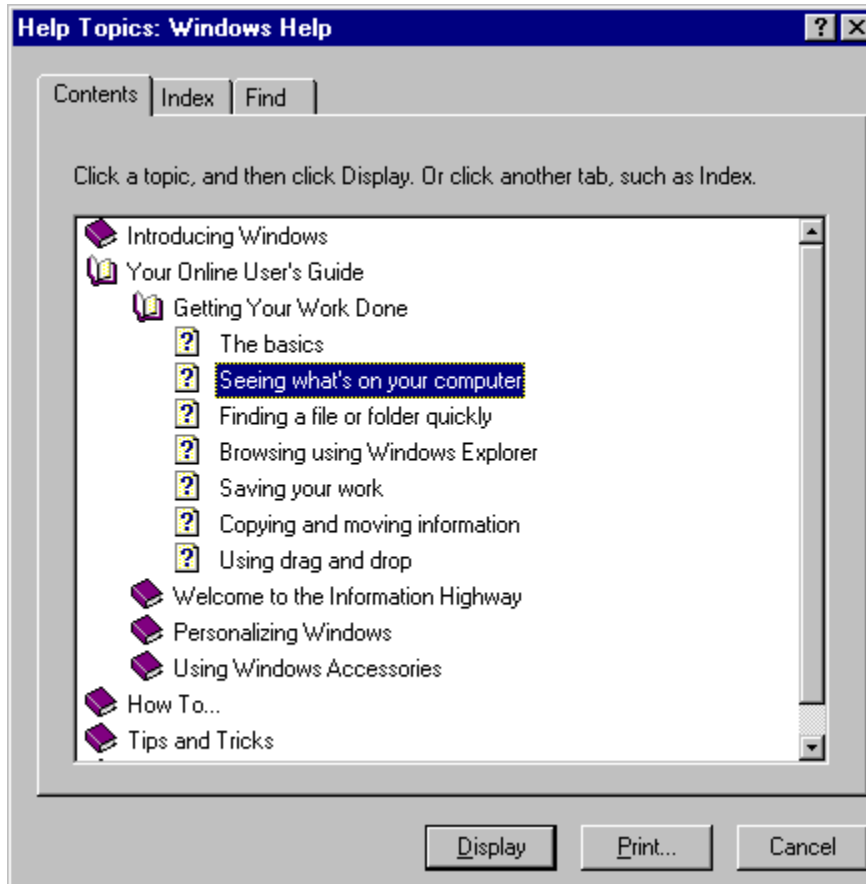 Help Topics: Windows Help
Contents Index Find
Click a topic, and then click Display. Or click another tab, such as Index.
Introducing Windows
Your Online User's Guide
Getting Your Work Done
? The basics
? Seeing what's on your computer
? Finding a file or folder quickly
? Browsing using Windows Explorer
? Saving your work
? Copying and moving information
? Using drag and drop
Welcome to the Information Highway
Personalizing Windows
Using Windows Accessories
How To...
Tips and Tricks
Display Print... Cancel